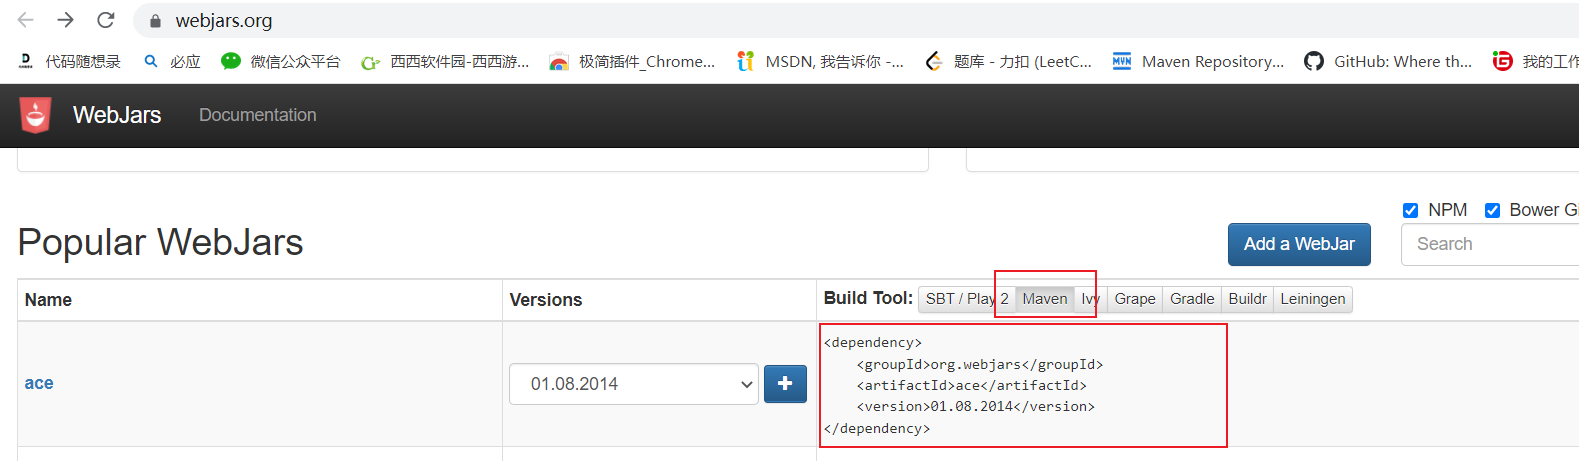 webjars.org
代码随想录 必应 微信公众平台 西西软件园-西西游... 极简插件_Chrome... MSDN, 我告诉你 -... 题库 - 力扣 (LeetC... Maven Repository:... GitHub: Where th... 我的工作
WebJars Documentation
NPM Bower Gi
Popular WebJars Add a WebJar Search
Name Versions Build Tool: SBT / Play 2 Maven Ivy Grape Gradle Buildr Leiningen
<dependency>
<groupId>org.webjars</groupId>
ace 01.08.2014 + <artifactId>ace</artifactId>
<version>01.08.2014</version>
</dependency>